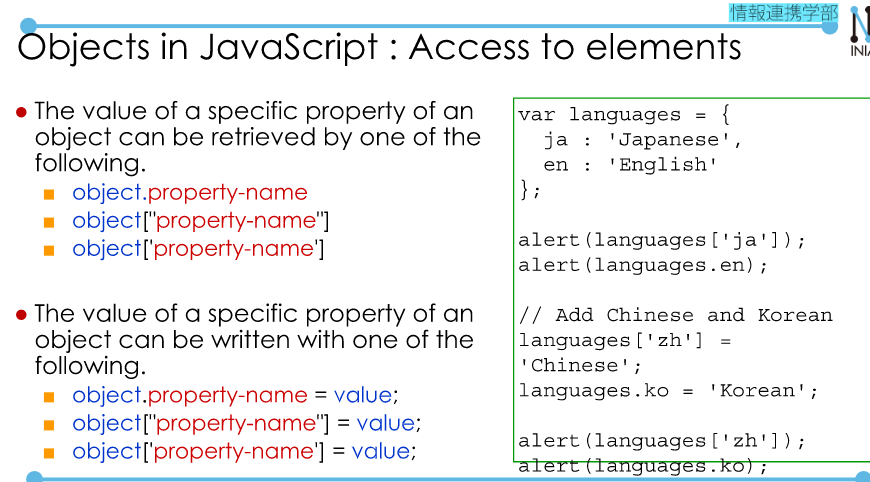 情報連携学部
INIA
Objects in JavaScript : Access to elements
The value of a specific property of an
object can be retrieved by one of the
following.
object.property-name
object["property-name"]
object['property-name']
The value of a specific property of an
object can be written with one of the
following.
object.property-name = value;
object["property-name"] = value;
object['property-name'] = value;
var languages = {
ja : 'Japanese',
en : 'English'
};
alert(languages['ja']);
alert(languages.en);
// Add Chinese and Korean
languages['zh'] =
'Chinese';
languages.ko = 'Korean';
alert(languages['zh']);
alert(languages.ko);